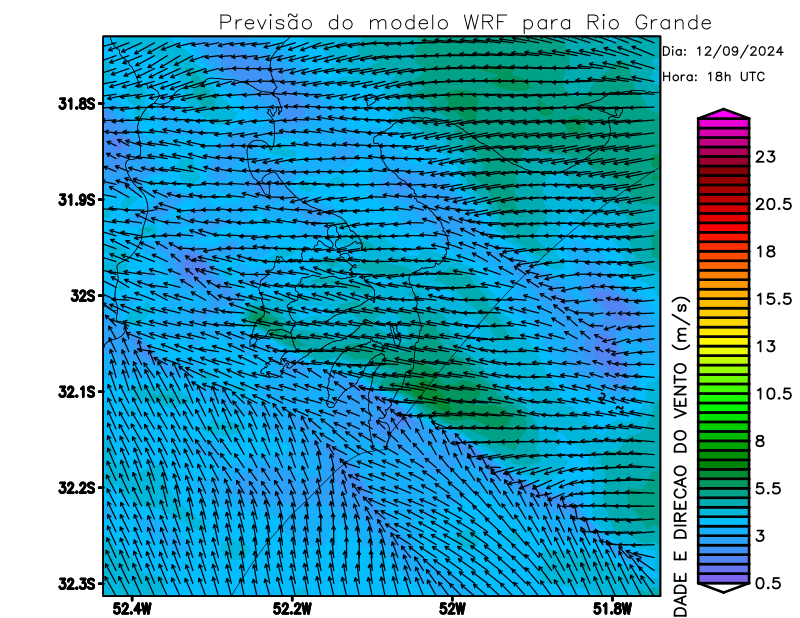 Previsão do modelo WRF para Rio Grande
Dia: 12/09/2024
Hora: 18h UTC
31.8S
31.9S
32S
32.1S
32.2S
32.3S
52.4W
52.2W
52W
51.8W
23
20.5
18
15.5
13
10.5
8
5.5
3
0.5
DADE E DIRECAO DO VENTO (m/s)